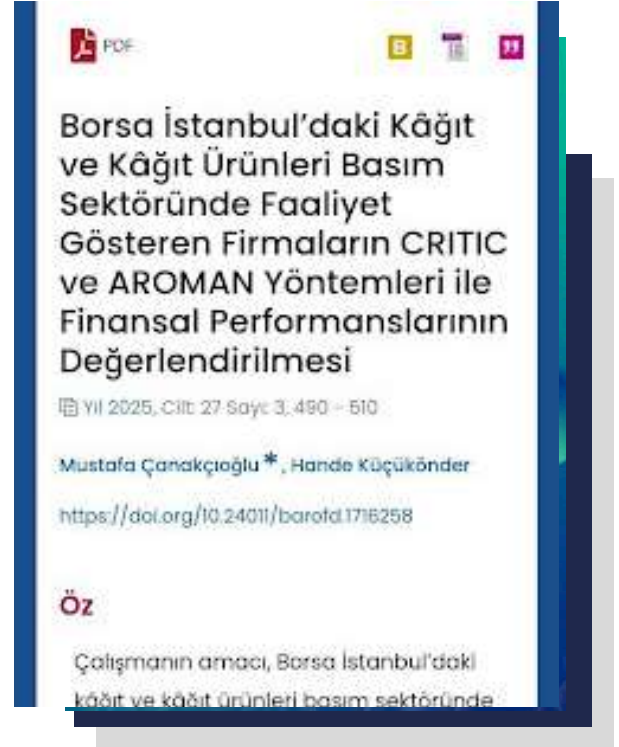 PDF
Borsa İstanbul'daki Kâğıt
ve Kâğıt Ürünleri Basım
Sektöründe Faaliyet
Gösteren Firmaların CRITIC
ve AROMAN Yöntemleri ile
Finansal Performanslarının
Değerlendirilmesi
Yıl 2025, Cilt: 27 Sayı: 3, 490 - 510
Mustafa Çanakçıoğlu * , Hande Küçükönder
https://doi.org/10.24011/barofd.1716258
Öz
Çalışmanın amacı, Borsa İstanbul'daki
kâğıt ve kâğıt ürünleri basım sektöründe